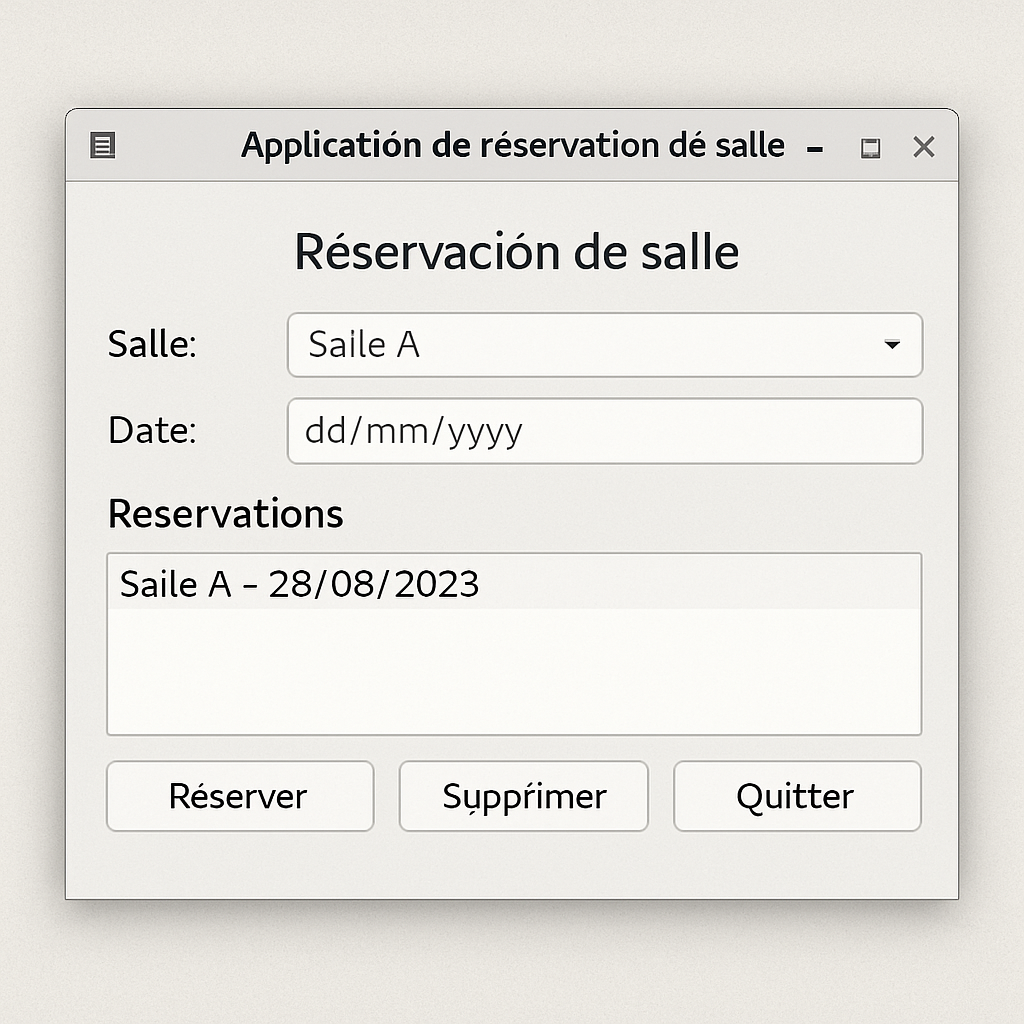 Applicatión de réservation dé salle
Réservación de salle
Salle: Saile A
Date: dd/mm/yyyy
Reservations
Saile A – 28/08/2023
Réserver Suppŕimer Quitter